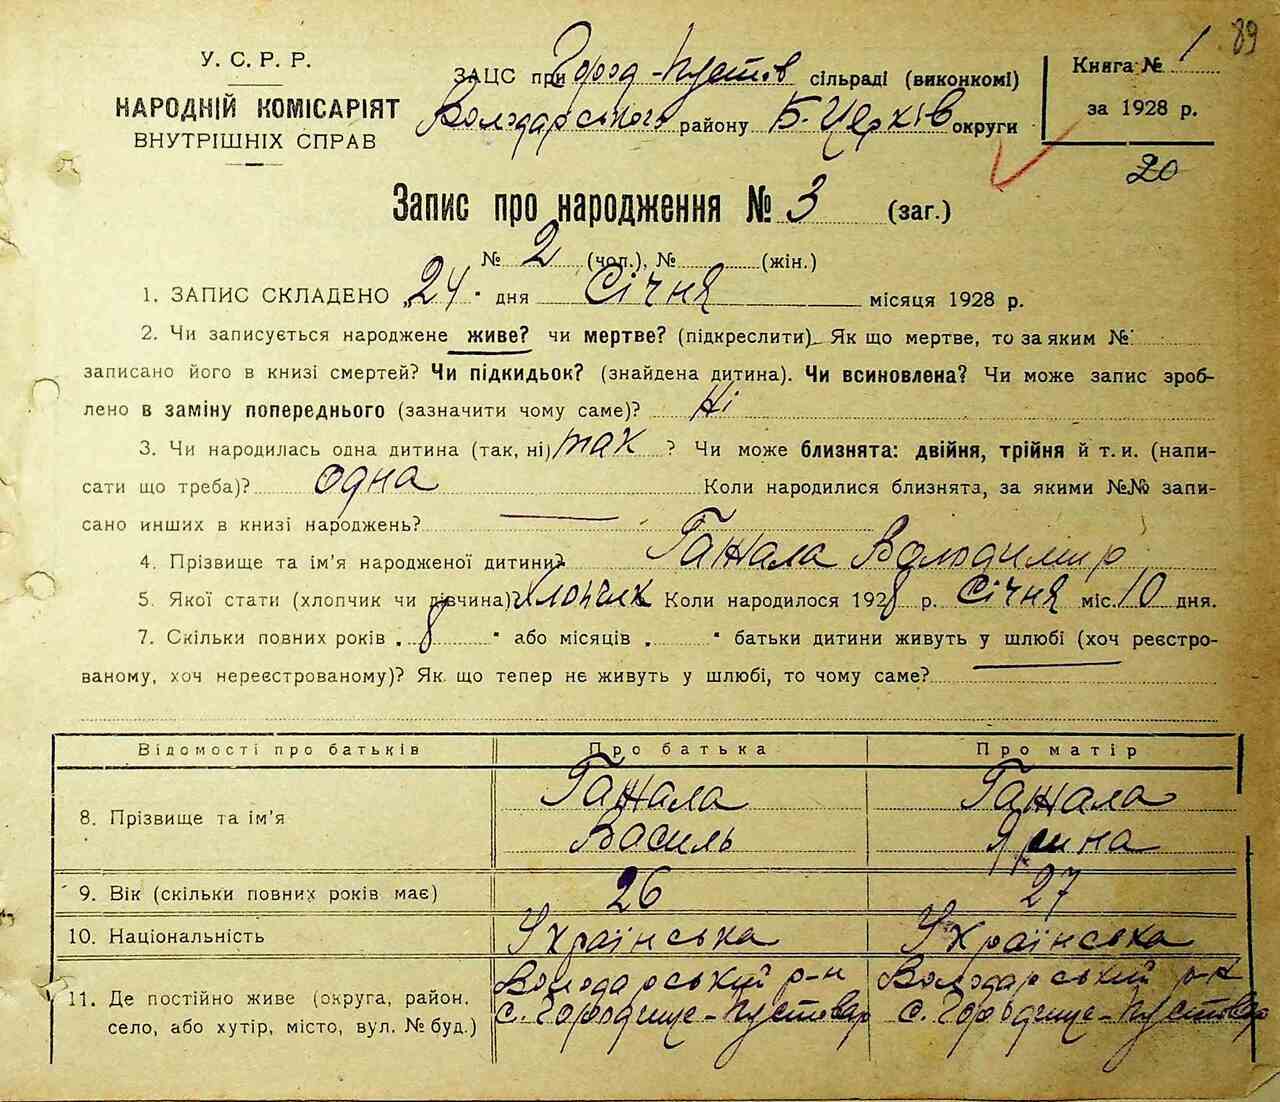 89
У. С. Р. Р.
НАРОДНІЙ КОМІСАРІЯТ
ВНУТРІШНІХ СПРАВ
ЗАЦС при Город-Пустов сільраді (виконкомі)
Володарського району Б-Церків округи
Книга № 1
за 1928 р.
20
Запис про народження № 3 (заг.)
№ 2 (чол.), № (жін.)
1. ЗАПИС СКЛАДЕНО „24" дня Січня місяця 1928 р.
2. Чи записується народжене живе? чи мертве? (підкреслити). Як що мертве, то за яким №
записано його в книзі смертей? Чи підкидьок? (знайдена дитина). Чи всиновлена? Чи може запис зроб-
лено в заміну попереднього (зазначити чому саме)? Ні
3. Чи народилась одна дитина (так, ні) так ? Чи може близнята: двійня, трійня й т. и. (напи-
сати що треба)? одна Коли народилися близнята, за якими №№ запи-
сано инших в книзі народжень?
4. Прізвище та ім'я народженої дитини? Гажала Володимир
5. Якої стати (хлопчик чи дівчина)? Хлопчик Коли народилося 1928 р. Січня міс. 10 дня.
7. Скільки повних років „8" або місяців „ " батьки дитини живуть у шлюбі (хоч реєстро-
ваному, хоч нереєстрованому)? Як що тепер не живуть у шлюбі, то чому саме?
Відомості про батьків Про батька Про матір
8. Прізвище та ім'я Гажала Василь Гажала Ярина
9. Вік (скільки повних років має) 26 27
10. Національність Українська Українська
11. Де постійно живе (округа, район, Володарський р-н Володарський р-н
село, або хутір, місто, вул. № буд.) с. Городище-Пустовар с. Городище-Пустовар